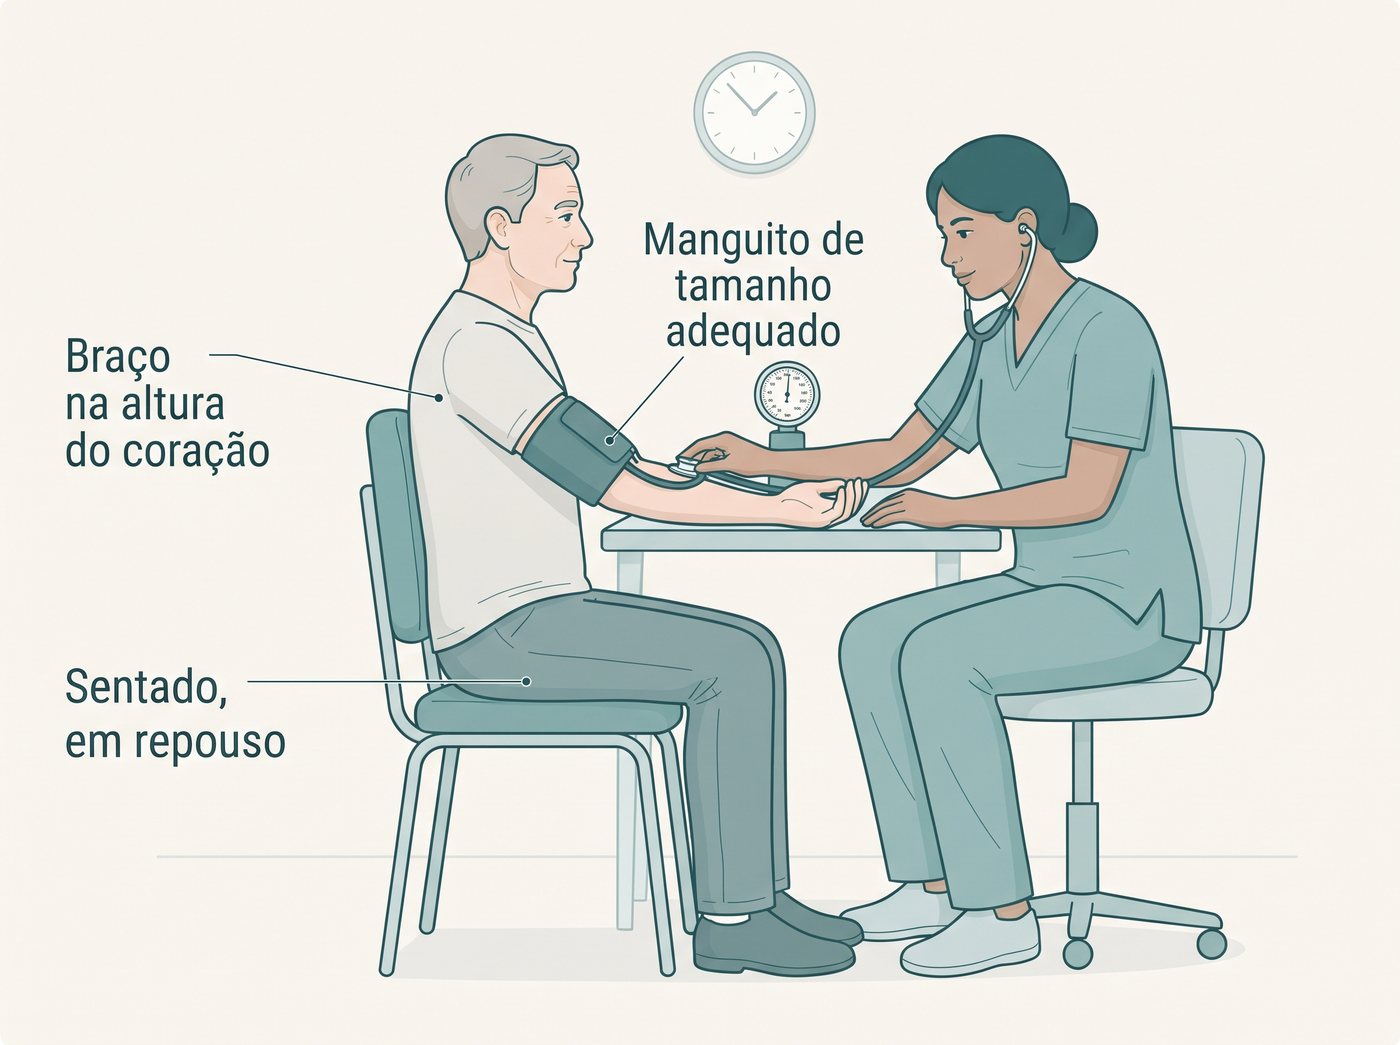 Manguito de
tamanho
adequado
Braço
na altura
do coração
Sentado,
em repouso